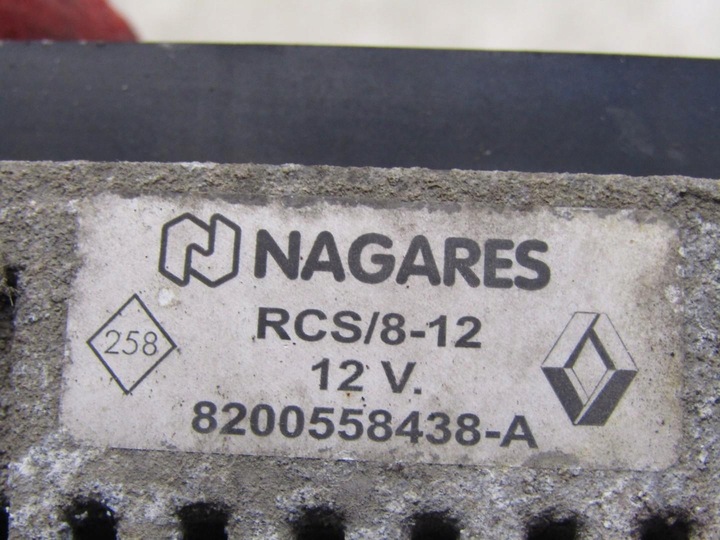 NAGARES
RCS/8-12
258
12 V.
8200558438-A